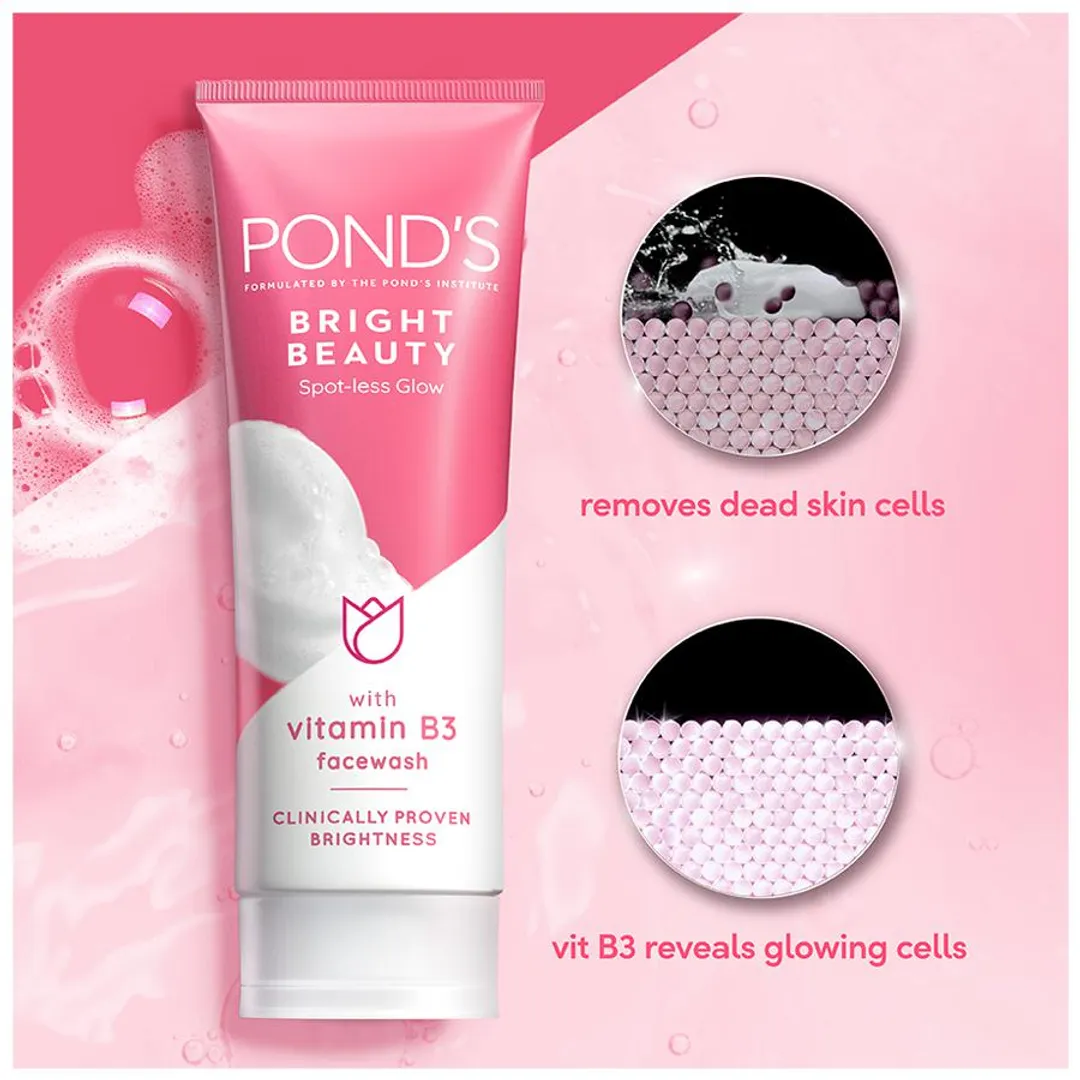 POND'S
FORMULATED BY THE POND'S INSTITUTE
BRIGHT
BEAUTY
Spot-less Glow
with
vitamin B3
facewash
CLINICALLY PROVEN
BRIGHTNESS
removes dead skin cells
vit B3 reveals glowing cells